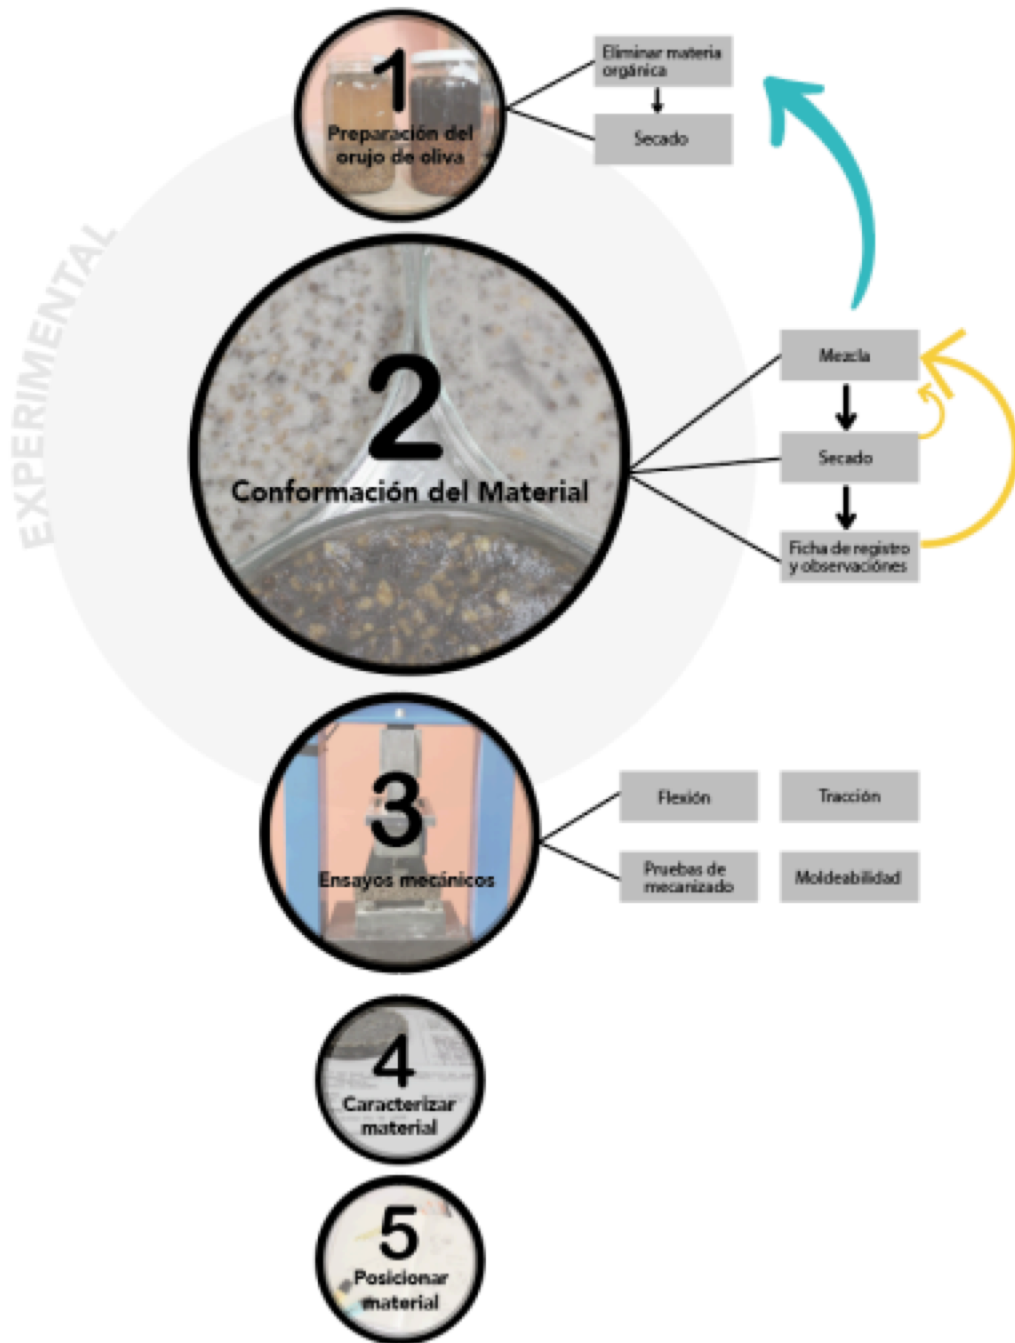 1
Preparación del
orujo de oliva
Eliminar materia
orgánica
Secado
EXPERIMENTAL
2
Conformación del Material
Mezcla
Secado
Ficha de registro
y observaciónes
3
Ensayos mecánicos
Flexión
Tracción
Pruebas de
mecanizado
Moldeabilidad
4
Caracterizar
material
5
Posicionar
material